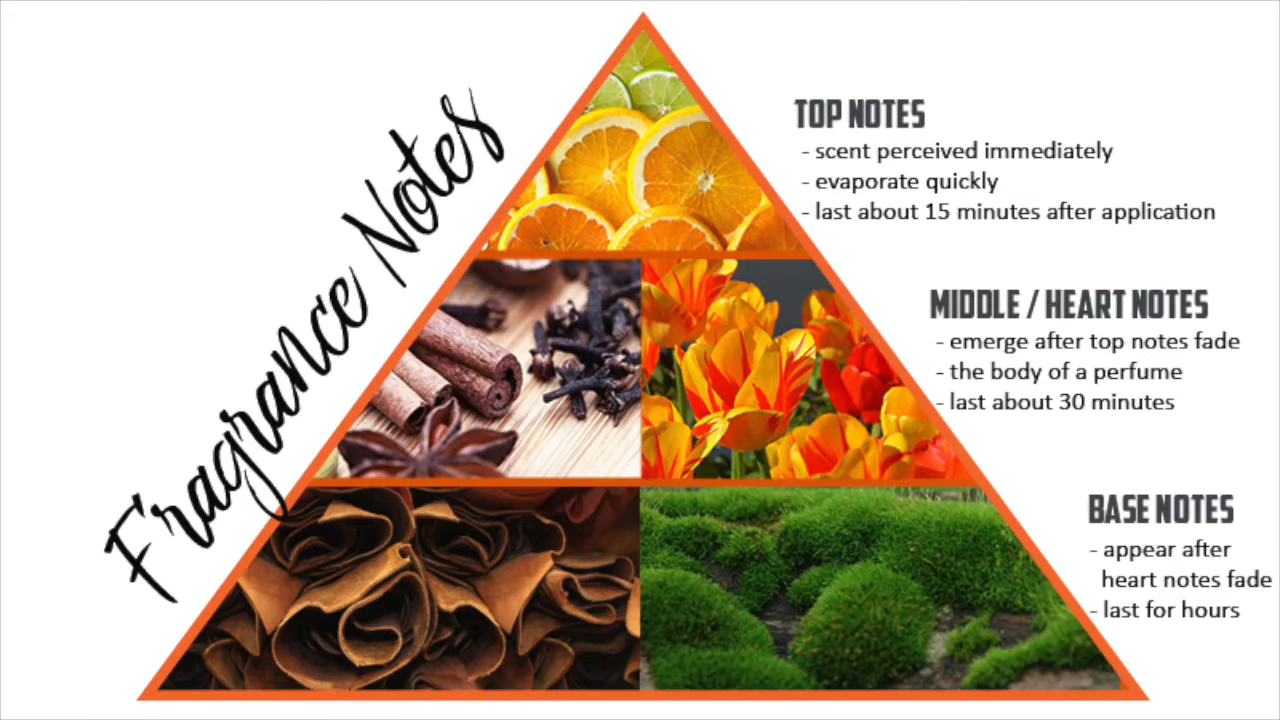 Fragrance Notes
TOP NOTES
- scent perceived immediately
- evaporate quickly
- last about 15 minutes after application
MIDDLE / HEART NOTES
- emerge after top notes fade
- the body of a perfume
- last about 30 minutes
BASE NOTES
- appear after
heart notes fade
- last for hours